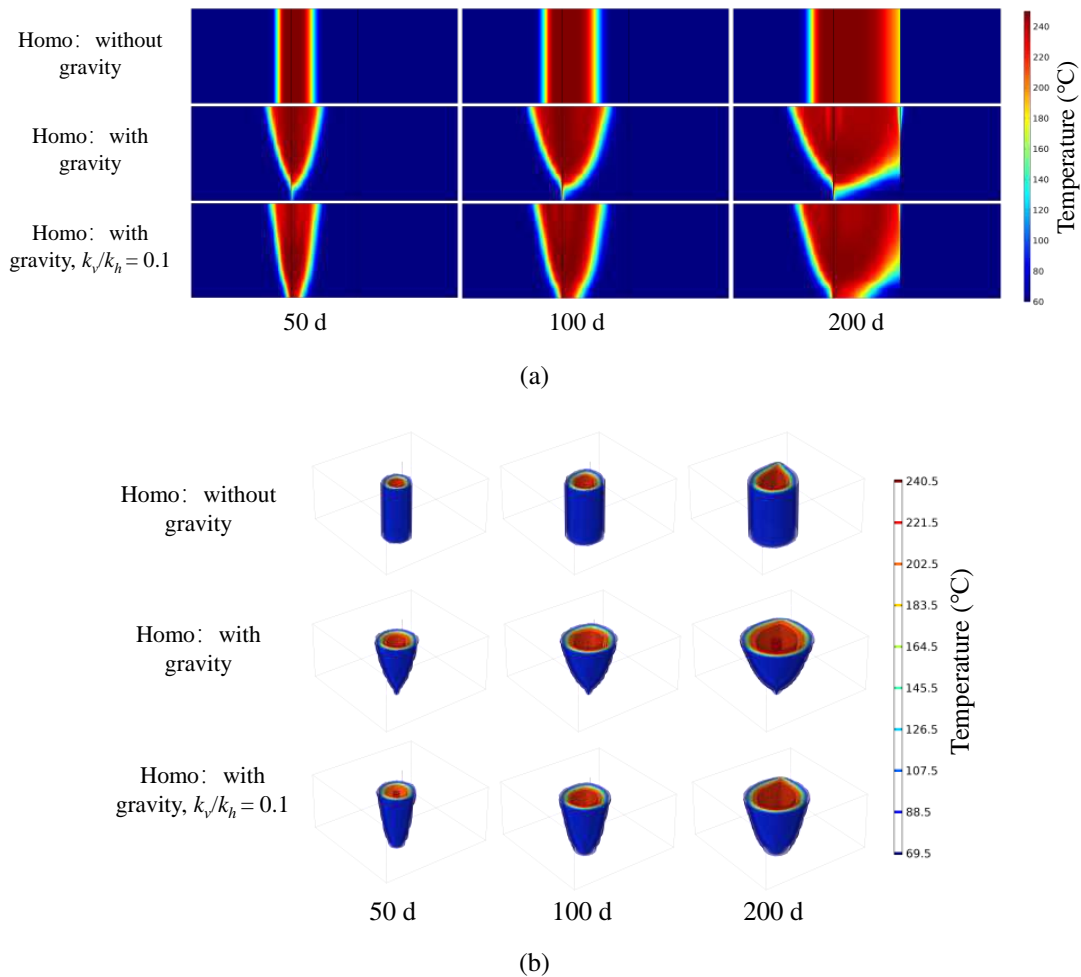 Homo: without
gravity
Homo: with
gravity
Homo: with
gravity, kv/kh = 0.1
240
220
200
180
160
140
120
100
80
60
Temperature (°C)
50 d
100 d
200 d
(a)
Homo: without
gravity
Homo: with
gravity
Homo: with
gravity, kv/kh = 0.1
240.5
221.5
202.5
183.5
164.5
145.5
126.5
107.5
88.5
69.5
Temperature (°C)
50 d
100 d
200 d
(b)